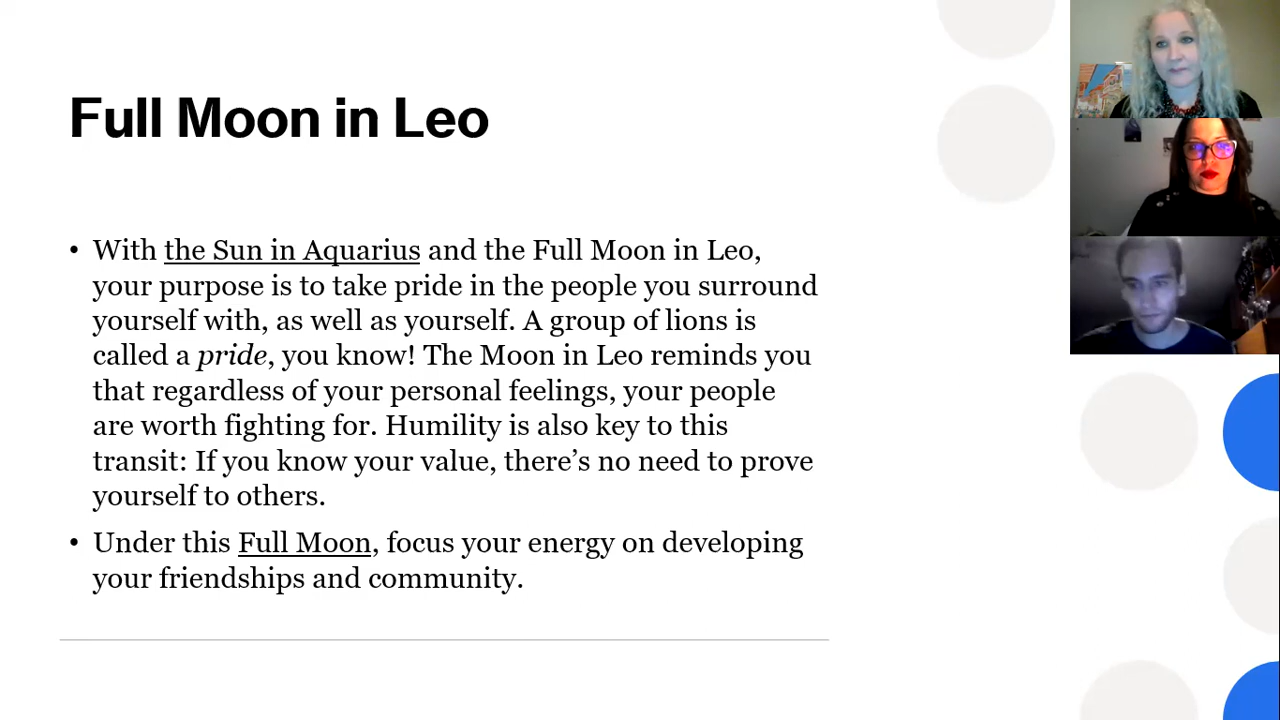 Full Moon in Leo
• With the Sun in Aquarius and the Full Moon in Leo,
your purpose is to take pride in the people you surround
yourself with, as well as yourself. A group of lions is
called a pride, you know! The Moon in Leo reminds you
that regardless of your personal feelings, your people
are worth fighting for. Humility is also key to this
transit: If you know your value, there’s no need to prove
yourself to others.
• Under this Full Moon, focus your energy on developing
your friendships and community.